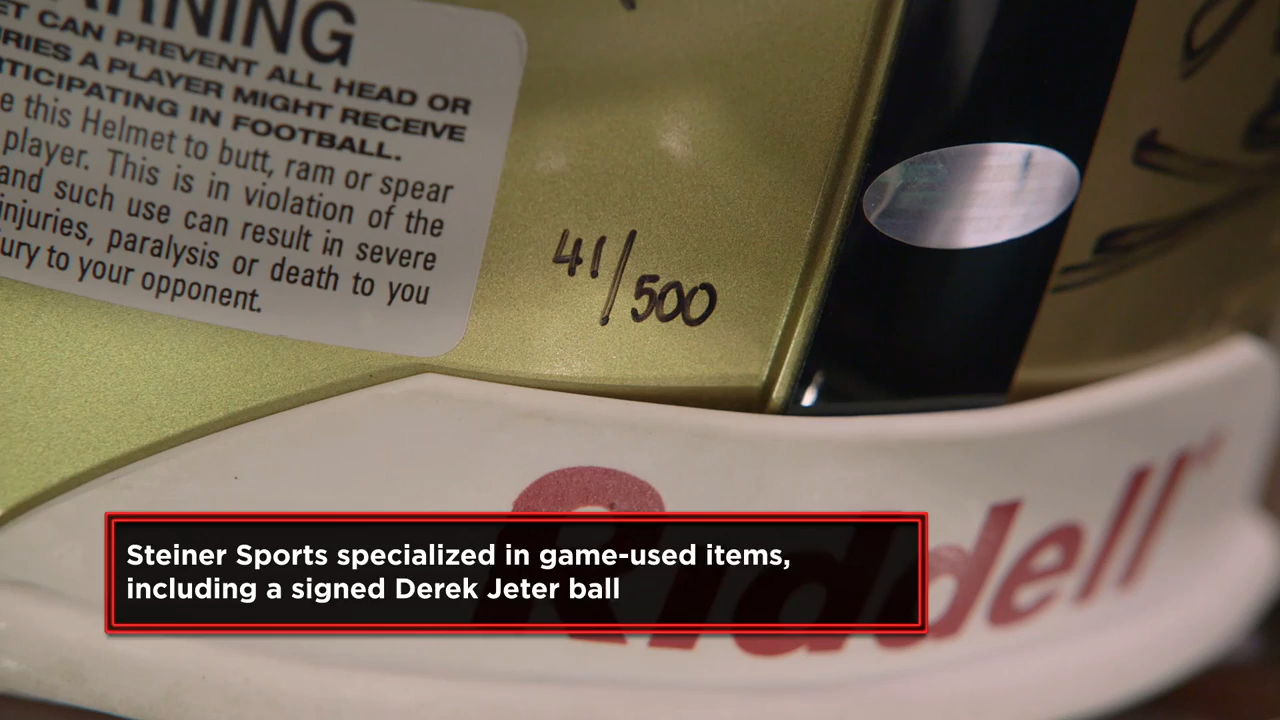 RNING
ET CAN PREVENT ALL HEAD OR
RIES A PLAYER MIGHT RECEIVE
RTICIPATING IN FOOTBALL.
e this Helmet to butt, ram or spear
player. This is in violation of the
and such use can result in severe
injuries, paralysis or death to you
ury to your opponent.
41/500
Riddell
Steiner Sports specialized in game-used items,
including a signed Derek Jeter ball